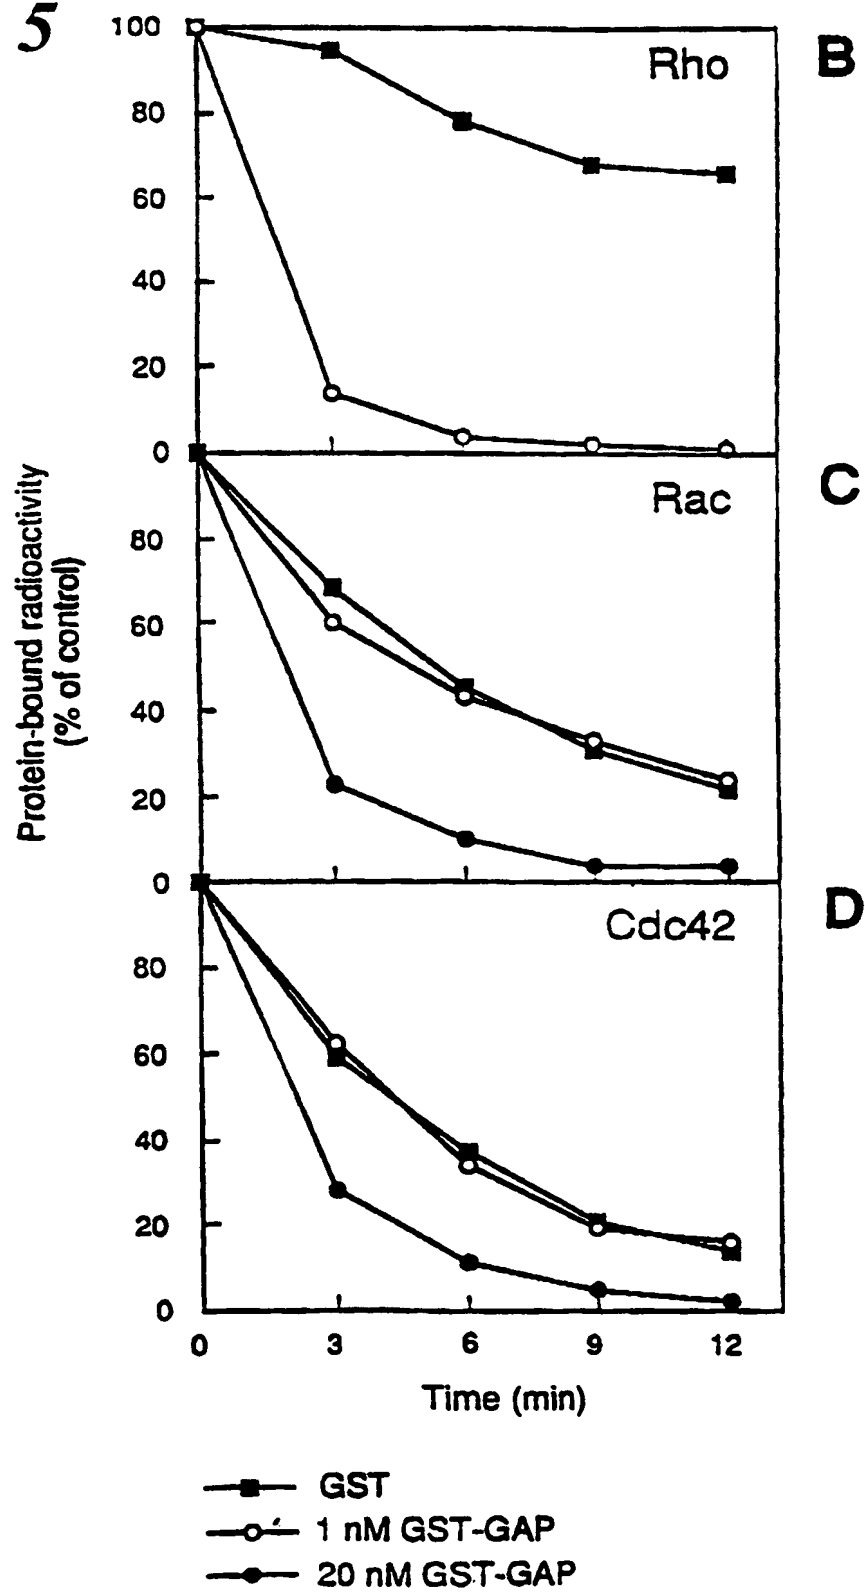 5
B
Rho
100
80
60
40
20
0
C
Rac
80
60
40
20
0
D
Cdc42
80
60
40
20
0
Protein-bound radioactivity
(% of control)
0 3 6 9 12
Time (min)
GST
1 nM GST-GAP
20 nM GST-GAP